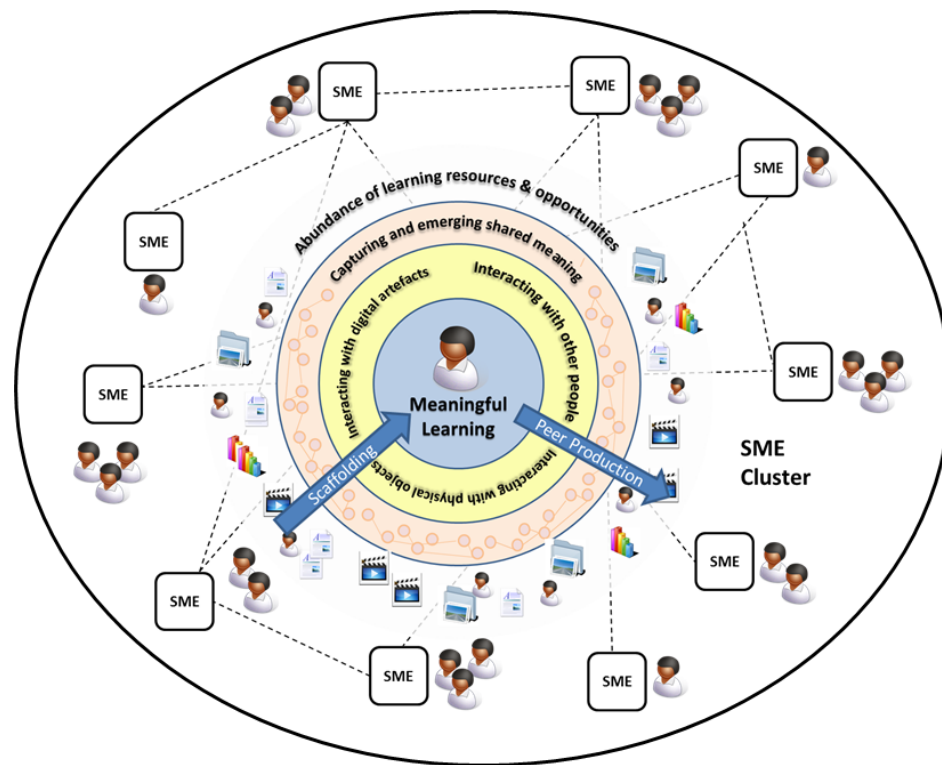 SME
SME
SME
SME
Abundance of learning resources & opportunities
Capturing and emerging shared meaning
Interacting with digital artefacts
Interacting with other people
SME
SME
Meaningful
Learning
Scaffolding
Peer Production
Interacting with physical objects
SME
Cluster
SME
SME
SME
SME